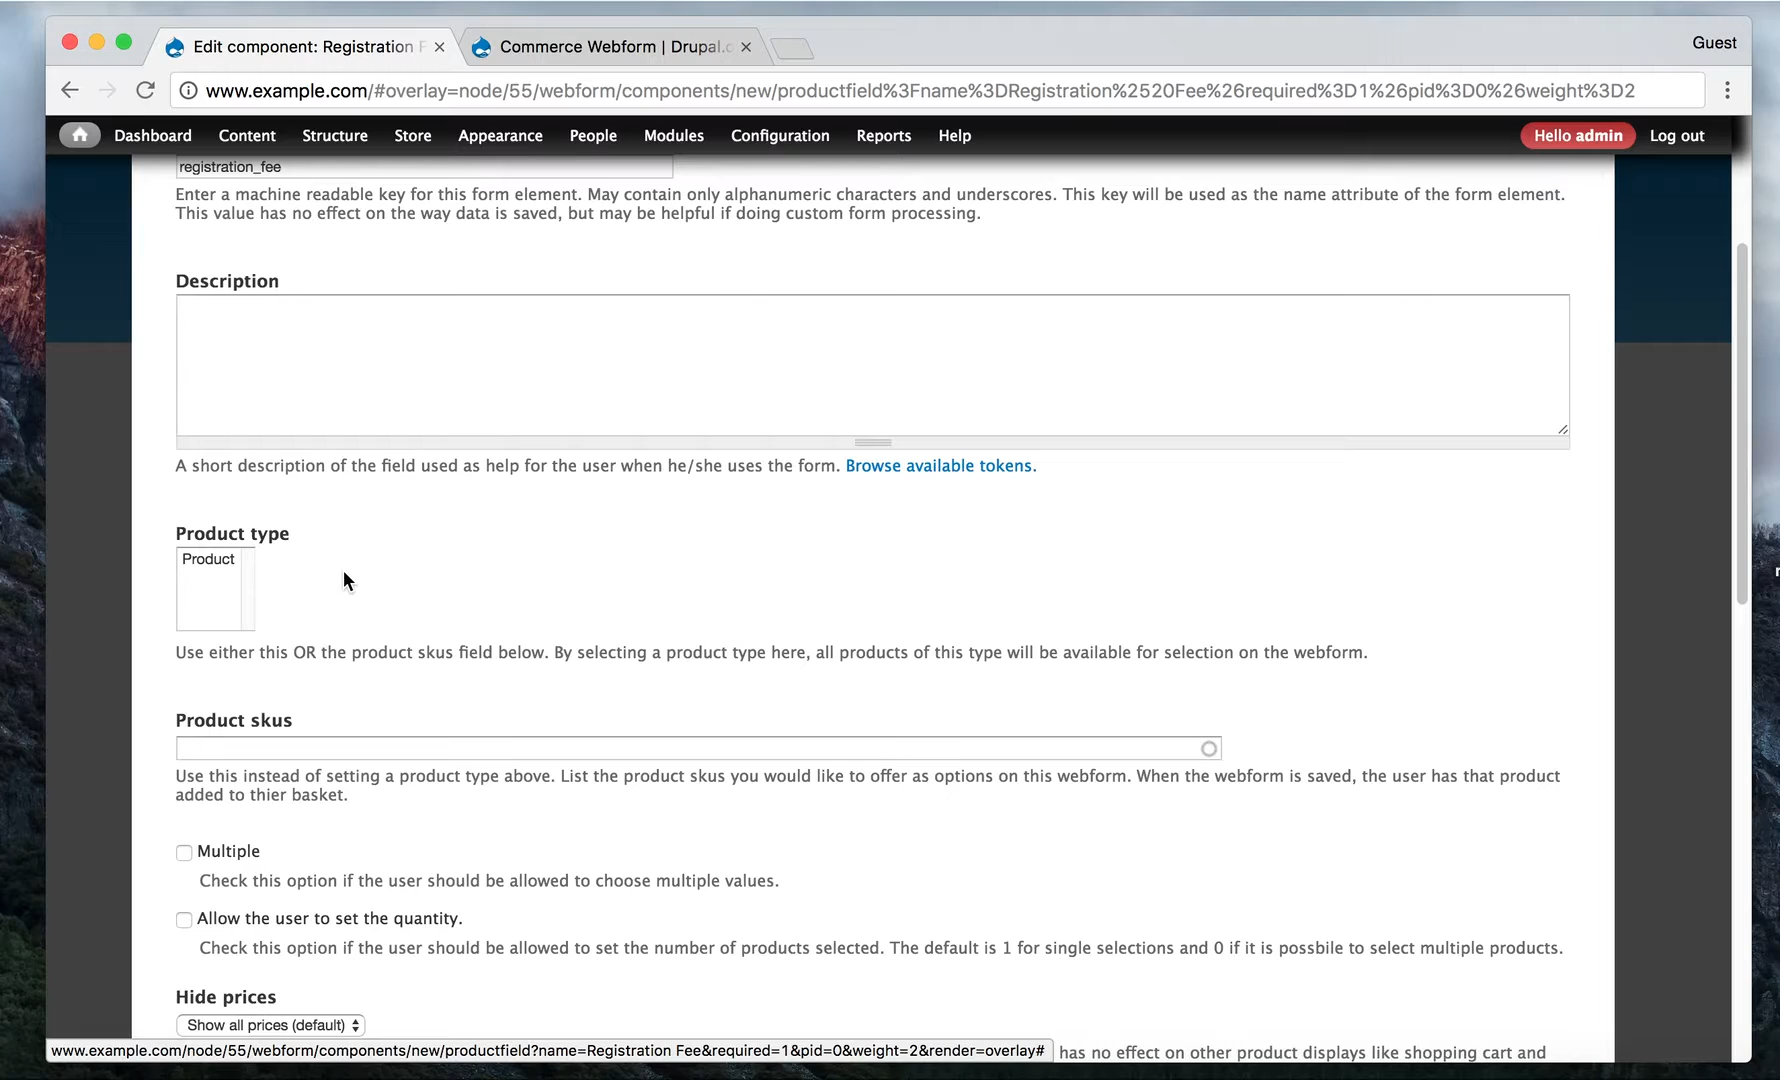 Edit component: Registration F
Commerce Webform | Drupal.o
Guest
www.example.com/#overlay=node/55/webform/components/new/productfield%3Fname%3DRegistration%2520Fee%26required%3D1%26pid%3D0%26weight%3D2
Dashboard Content Structure Store Appearance People Modules Configuration Reports Help Hello admin Log out
registration_fee
Enter a machine readable key for this form element. May contain only alphanumeric characters and underscores. This key will be used as the name attribute of the form element.
This value has no effect on the way data is saved, but may be helpful if doing custom form processing.
Description
A short description of the field used as help for the user when he/she uses the form. Browse available tokens.
Product type
Product
Use either this OR the product skus field below. By selecting a product type here, all products of this type will be available for selection on the webform.
Product skus
Use this instead of setting a product type above. List the product skus you would like to offer as options on this webform. When the webform is saved, the user has that product
added to thier basket.
Multiple
Check this option if the user should be allowed to choose multiple values.
Allow the user to set the quantity.
Check this option if the user should be allowed to set the number of products selected. The default is 1 for single selections and 0 if it is possbile to select multiple products.
Hide prices
Show all prices (default)
www.example.com/node/55/webform/components/new/productfield?name=Registration Fee&required=1&pid=0&weight=2&render=overlay#
has no effect on other product displays like shopping cart and